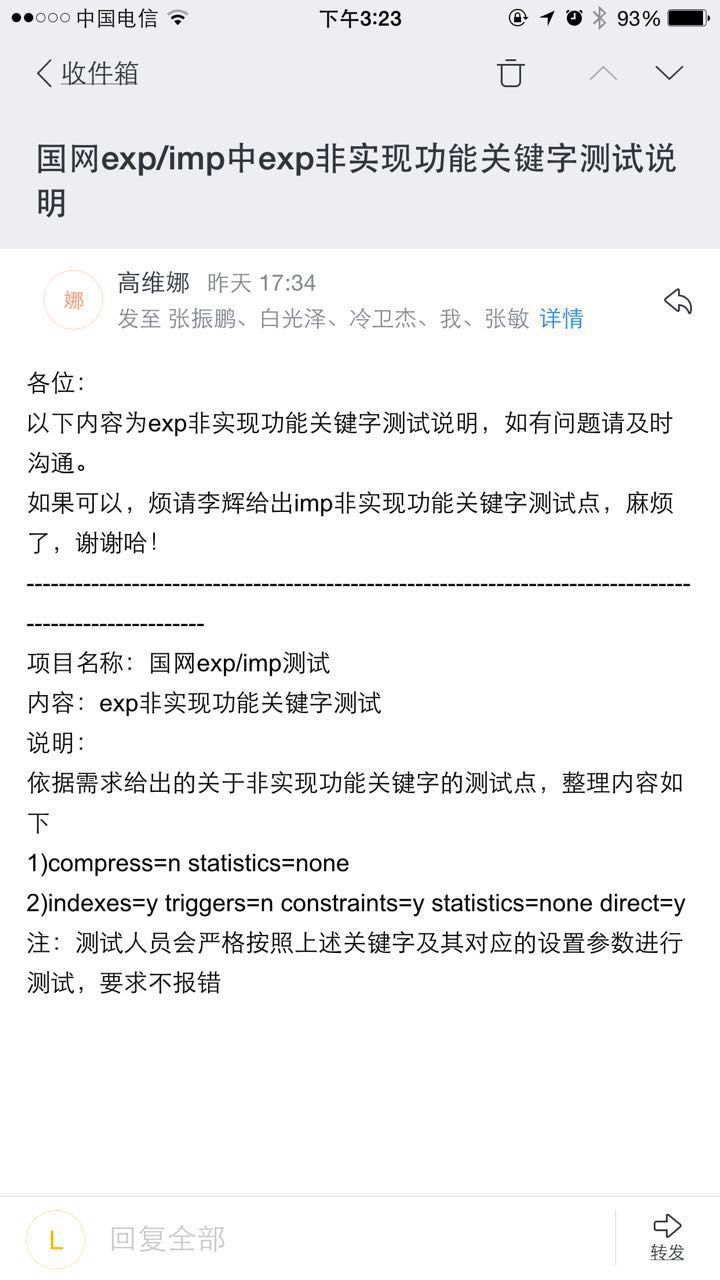 中国电信 下午3:23 93%
收件箱
国网exp/imp中exp非实现功能关键字测试说
明
娜 高维娜 昨天 17:34
发至 张振鹏、白光泽、冷卫杰、我、张敏 详情
各位：
以下内容为exp非实现功能关键字测试说明，如有问题请及时
沟通。
如果可以，烦请李辉给出imp非实现功能关键字测试点，麻烦
了，谢谢哈！
----------------------------------------------------------------------------------
----------------------
项目名称：国网exp/imp测试
内容：exp非实现功能关键字测试
说明：
依据需求给出的关于非实现功能关键字的测试点，整理内容如
下
1)compress=n statistics=none
2)indexes=y triggers=n constraints=y statistics=none direct=y
注：测试人员会严格按照上述关键字及其对应的设置参数进行
测试，要求不报错
L 回复全部 转发